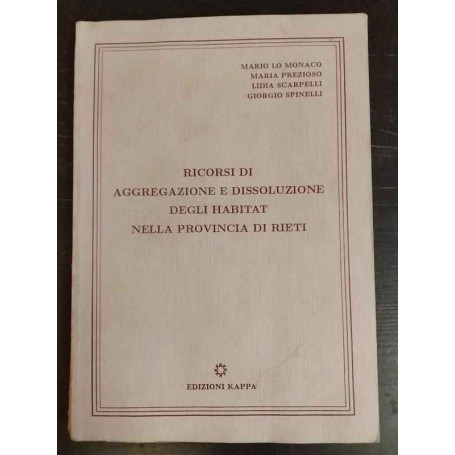 MARIO LO MONACO
MARIA PREZIOSO
LIDIA SCARPELLI
GIORGIO SPINELLI
RICORSI DI
AGGREGAZIONE E DISSOLUZIONE
DEGLI HABITAT
NELLA PROVINCIA DI RIETI
EDIZIONI KAPPA